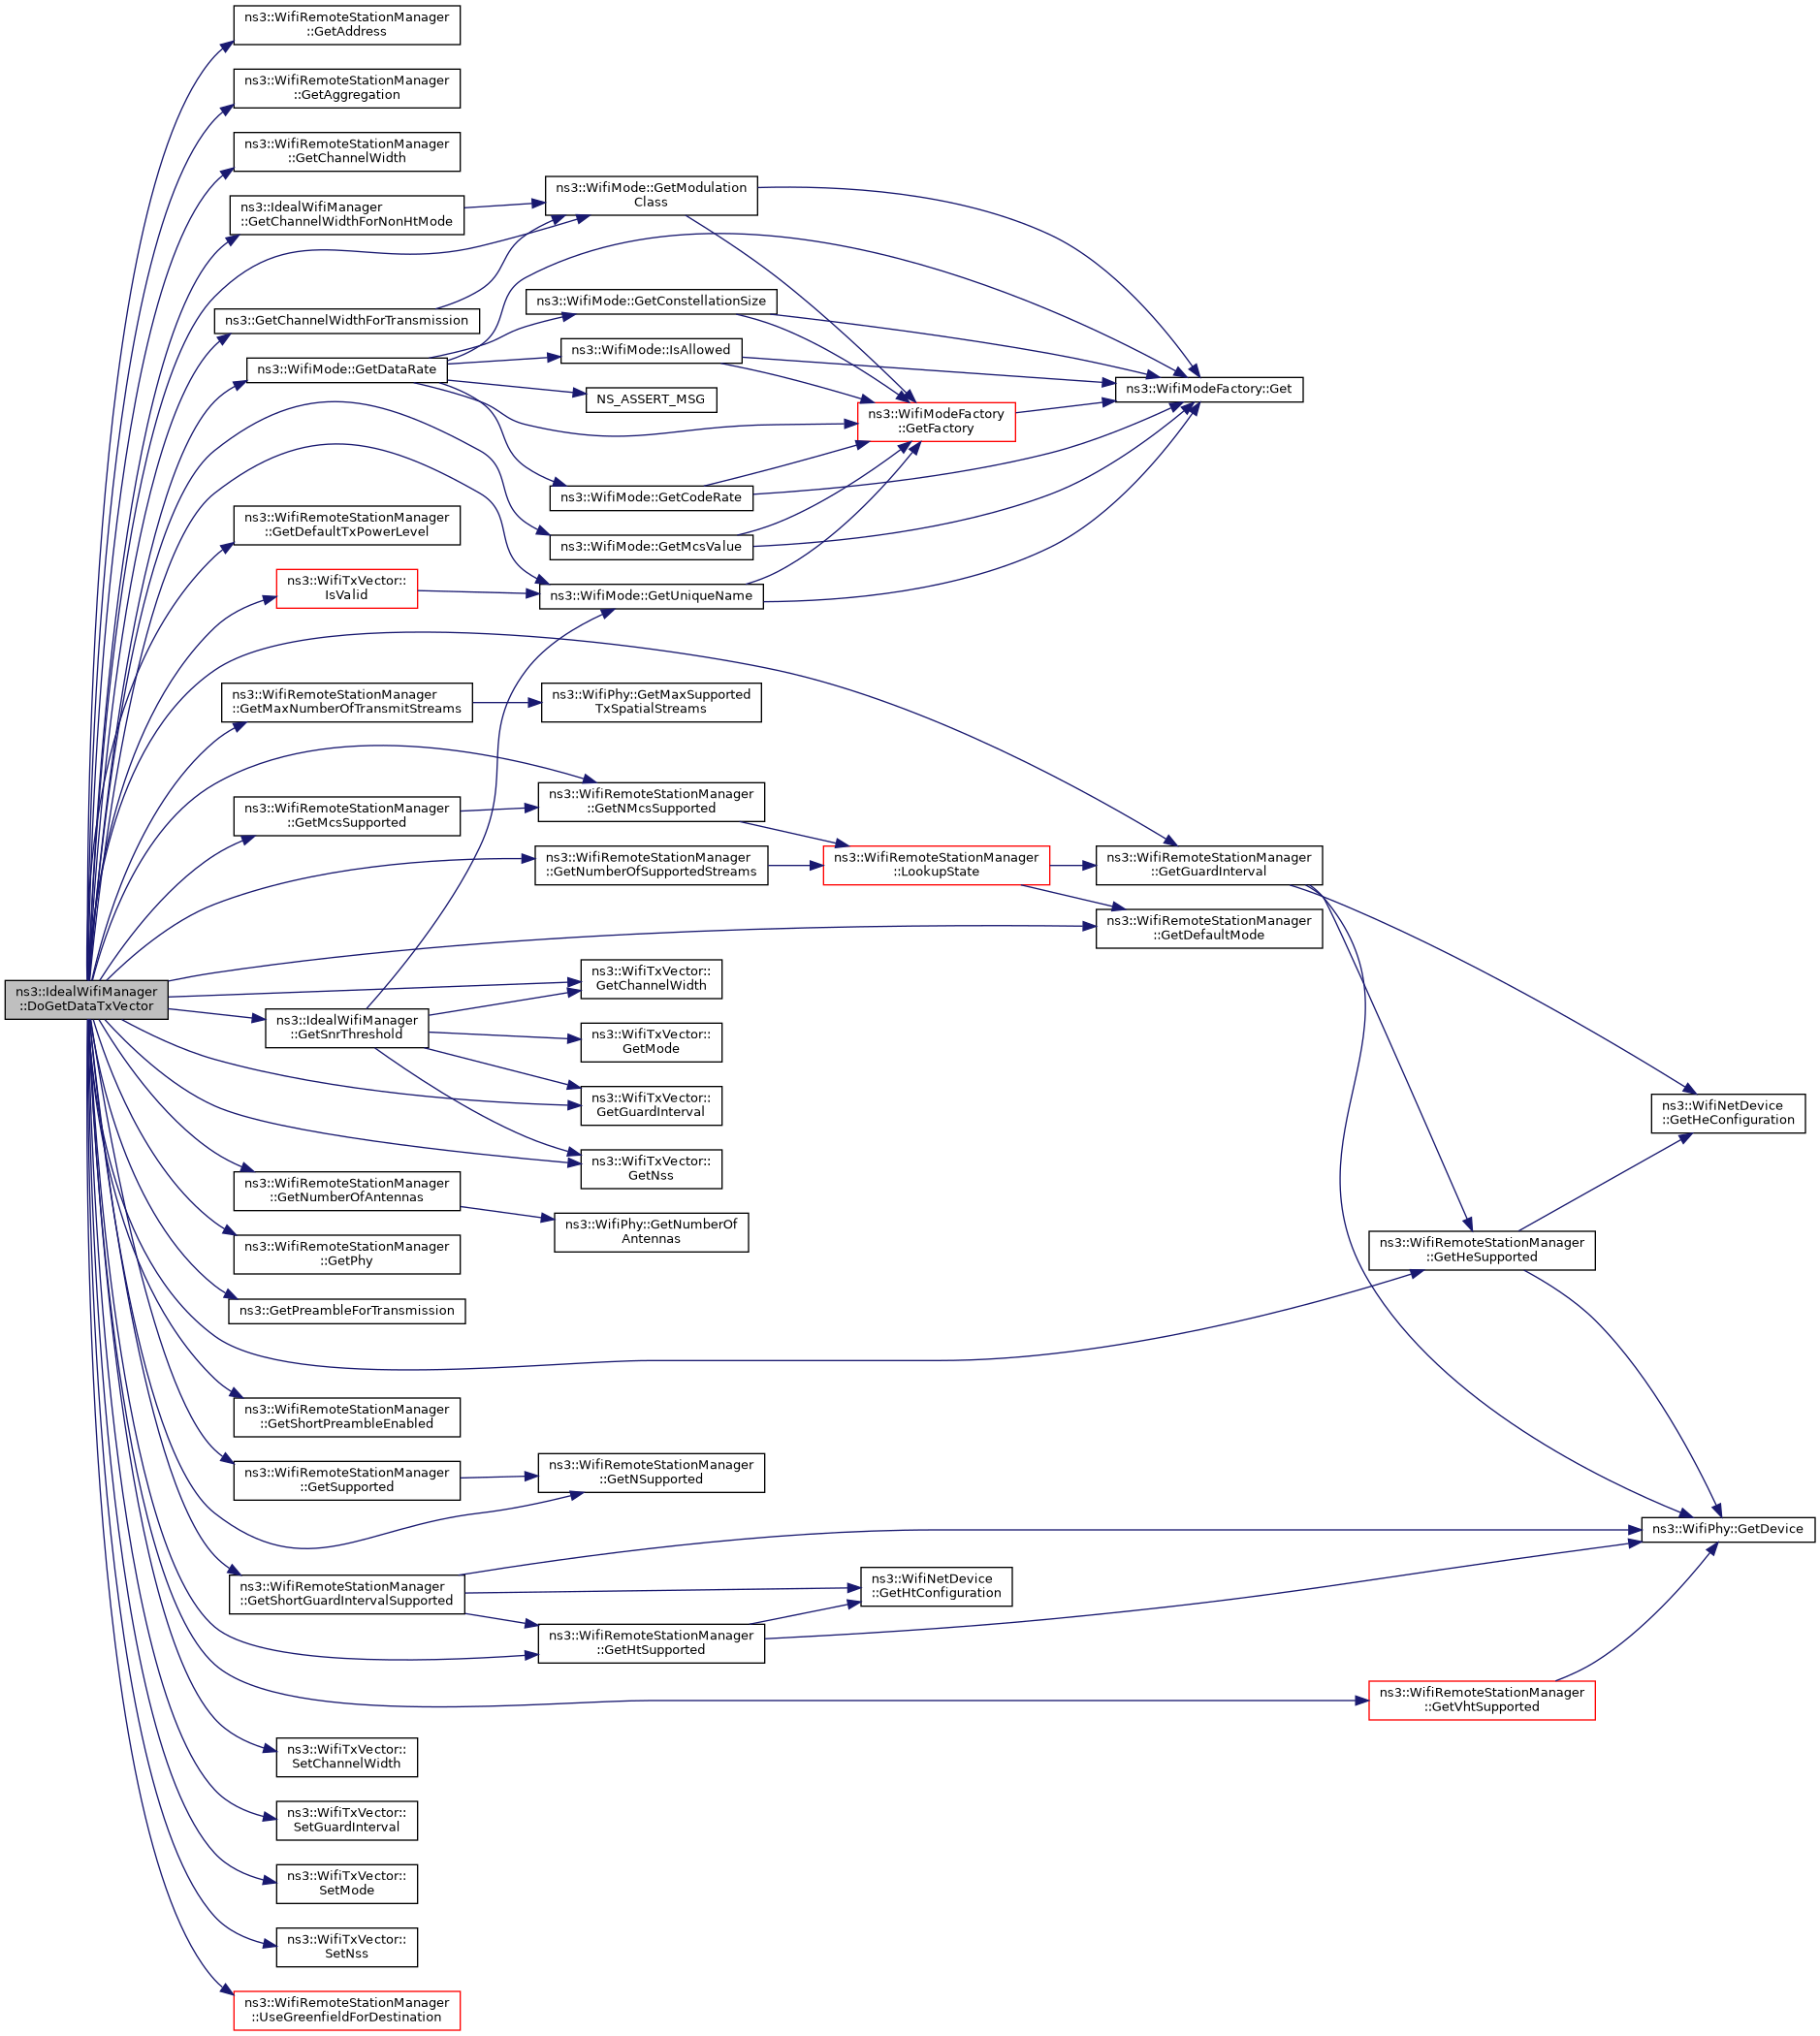 ns3::WifiRemoteStationManager
::GetAddress
ns3::WifiRemoteStationManager
::GetAggregation
ns3::WifiRemoteStationManager
::GetChannelWidth
ns3::IdealWifiManager
::GetChannelWidthForNonHtMode
ns3::WifiMode::GetModulation
Class
ns3::GetChannelWidthForTransmission
ns3::WifiMode::GetConstellationSize
ns3::WifiMode::GetDataRate
ns3::WifiMode::IsAllowed
NS_ASSERT_MSG
ns3::WifiModeFactory
::GetFactory
ns3::WifiModeFactory::Get
ns3::WifiMode::GetCodeRate
ns3::WifiRemoteStationManager
::GetDefaultTxPowerLevel
ns3::WifiMode::GetMcsValue
ns3::WifiTxVector::
IsValid
ns3::WifiMode::GetUniqueName
ns3::WifiRemoteStationManager
::GetMaxNumberOfTransmitStreams
ns3::WifiPhy::GetMaxSupported
TxSpatialStreams
ns3::WifiRemoteStationManager
::GetMcsSupported
ns3::WifiRemoteStationManager
::GetNMcsSupported
ns3::WifiRemoteStationManager
::GetNumberOfSupportedStreams
ns3::WifiRemoteStationManager
::LookupState
ns3::WifiRemoteStationManager
::GetGuardInterval
ns3::WifiRemoteStationManager
::GetDefaultMode
ns3::IdealWifiManager
::DoGetDataTxVector
ns3::IdealWifiManager
::GetSnrThreshold
ns3::WifiTxVector::
GetChannelWidth
ns3::WifiTxVector::
GetMode
ns3::WifiTxVector::
GetGuardInterval
ns3::WifiTxVector::
GetNss
ns3::WifiNetDevice
::GetHeConfiguration
ns3::WifiRemoteStationManager
::GetNumberOfAntennas
ns3::WifiPhy::GetNumberOf
Antennas
ns3::WifiRemoteStationManager
::GetPhy
ns3::WifiRemoteStationManager
::GetHeSupported
ns3::GetPreambleForTransmission
ns3::WifiRemoteStationManager
::GetShortPreambleEnabled
ns3::WifiRemoteStationManager
::GetSupported
ns3::WifiRemoteStationManager
::GetNSupported
ns3::WifiPhy::GetDevice
ns3::WifiRemoteStationManager
::GetShortGuardIntervalSupported
ns3::WifiNetDevice
::GetHtConfiguration
ns3::WifiRemoteStationManager
::GetHtSupported
ns3::WifiRemoteStationManager
::GetVhtSupported
ns3::WifiTxVector::
SetChannelWidth
ns3::WifiTxVector::
SetGuardInterval
ns3::WifiTxVector::
SetMode
ns3::WifiTxVector::
SetNss
ns3::WifiRemoteStationManager
::UseGreenfieldForDestination